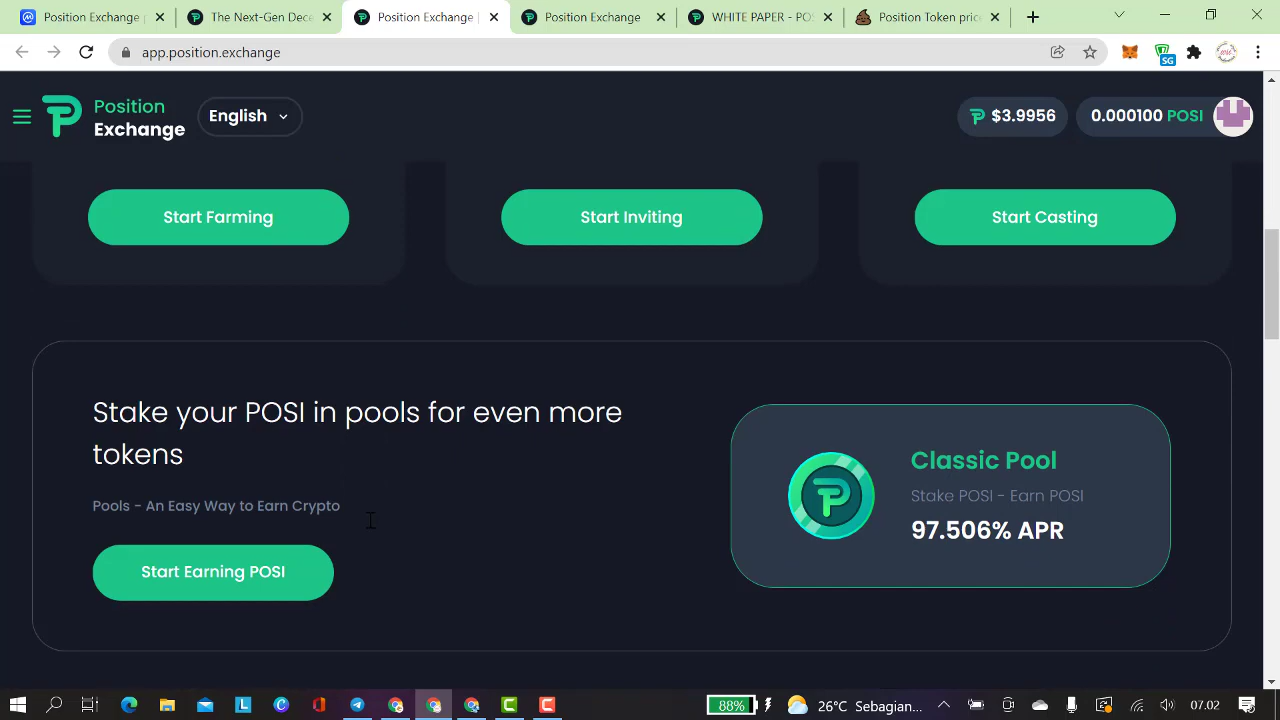 Position Exchange
The Next-Gen Dece
Position Exchange |
Position Exchange
WHITE PAPER - POS
Position Token price
app.position.exchange
SG
Position
Exchange
English
$3.9956
0.000100 POSI
Start Farming
Start Inviting
Start Casting
Stake your POSI in pools for even more
tokens
Pools - An Easy Way to Earn Crypto
Start Earning POSI
Classic Pool
Stake POSI - Earn POSI
97.506% APR
88%
26°C Sebagian...
07.02